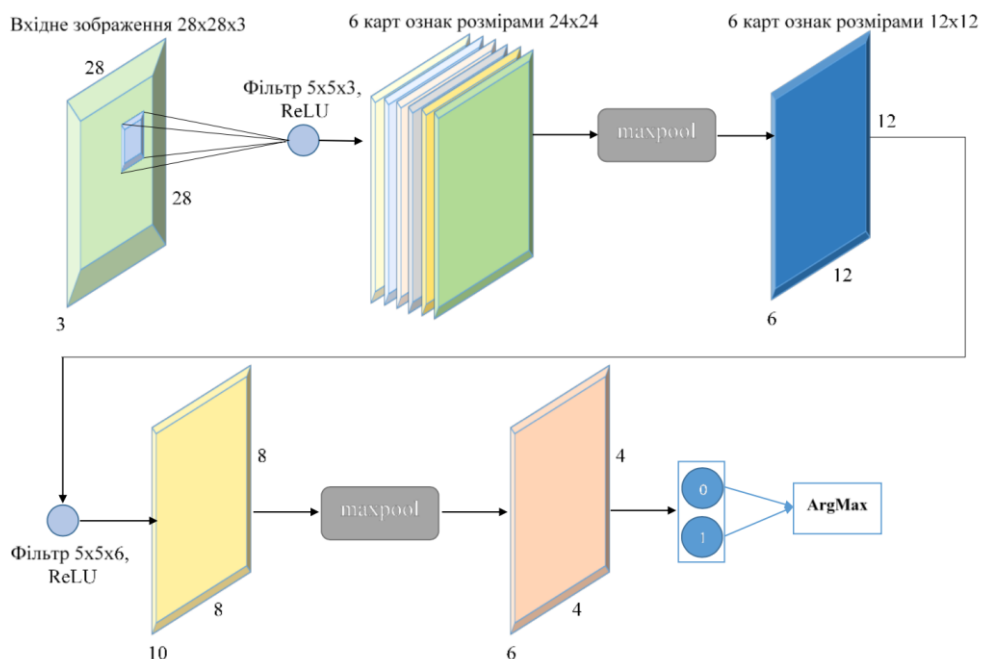 Вхідне зображення 28x28x3
6 карт ознак розмірами 24x24
6 карт ознак розмірами 12x12
28
Фільтр 5x5x3,
ReLU
maxpool
12
28
12
3
6
8
4
0
maxpool
ArgMax
1
Фільтр 5x5x6,
ReLU
8
4
10
6